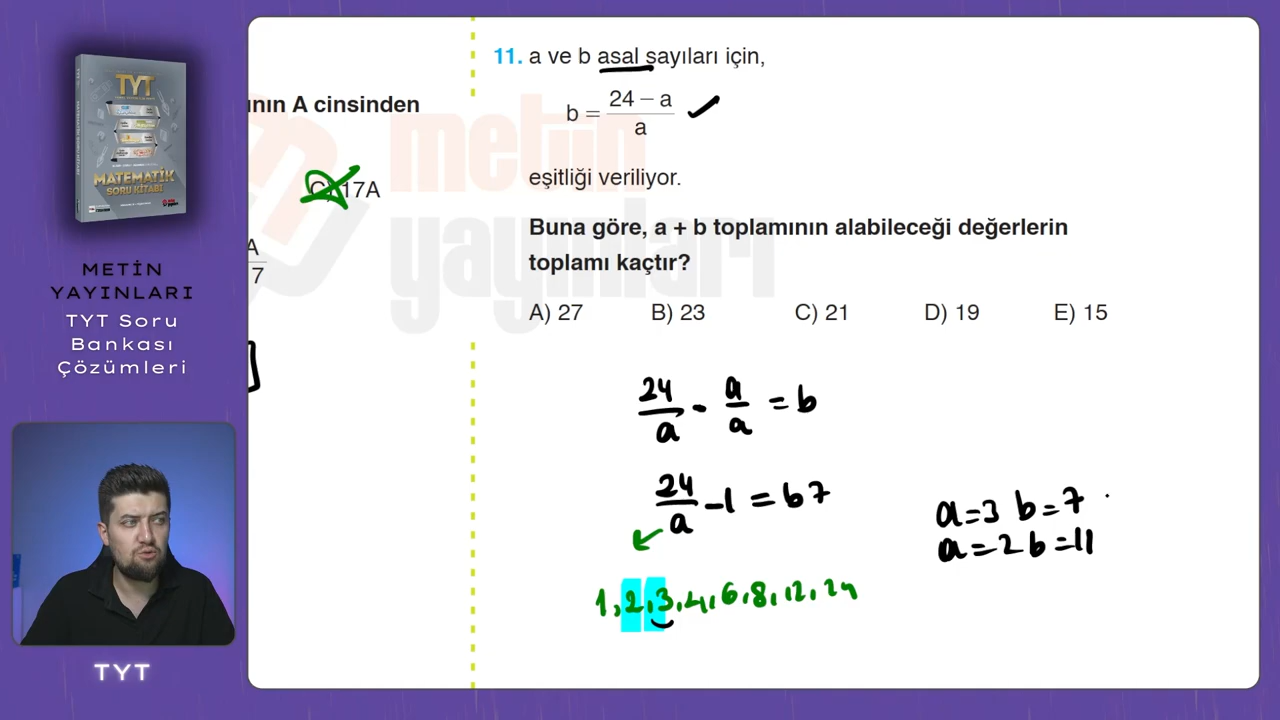 TYT
MATEMATİK
SORU KİTABI
METİN
YAYINLARI
TYT Soru
Bankası
Çözümleri
TYT
ının A cinsinden
C) 17A
A
7
metin
yayınları
11. a ve b asal sayıları için,
b = 24 − a / a
eşitliği veriliyor.
Buna göre, a + b toplamının alabileceği değerlerin
toplamı kaçtır?
A) 27 B) 23 C) 21 D) 19 E) 15
24/a - a/a = b
24/a - 1 = b 7
1, 2, 3, 4, 6, 8, 12, 24
a=3 b=7
a=2 b=11